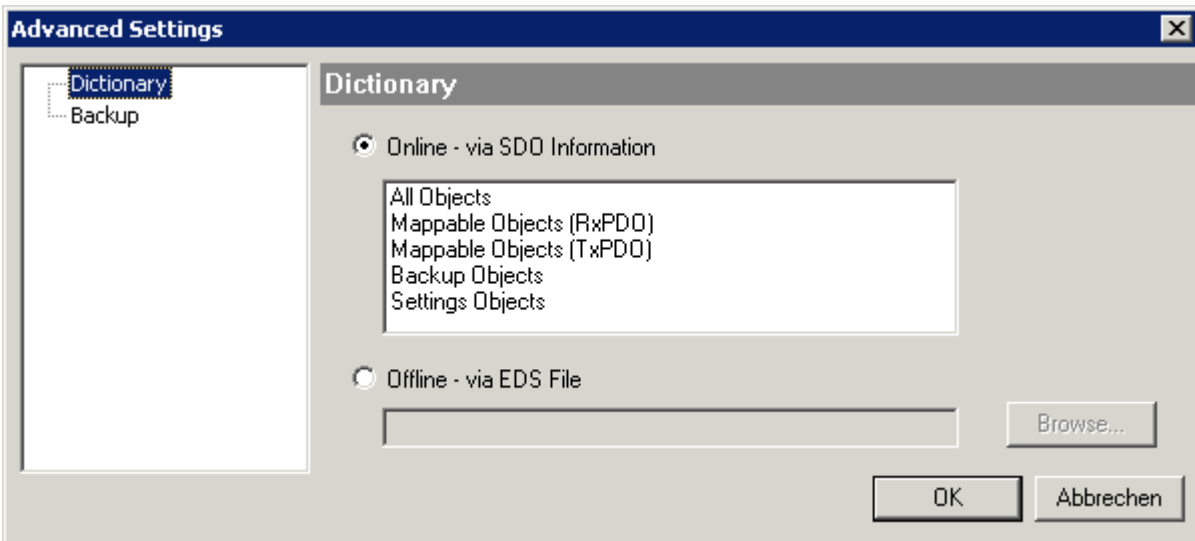 Advanced Settings
Dictionary
Backup
Dictionary
Online - via SDO Information
All Objects
Mappable Objects (RxPDO)
Mappable Objects (TxPDO)
Backup Objects
Settings Objects
Offline - via EDS File
Browse...
OK
Abbrechen